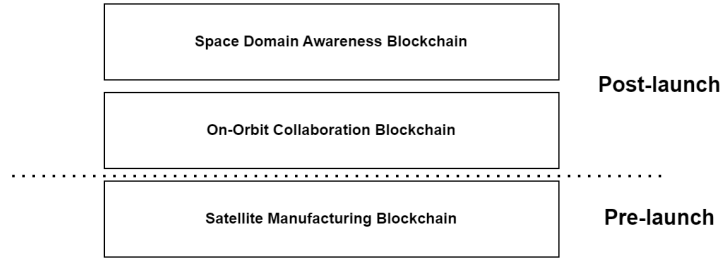 Space Domain Awareness Blockchain
Post-launch
On-Orbit Collaboration Blockchain
Satellite Manufacturing Blockchain
Pre-launch